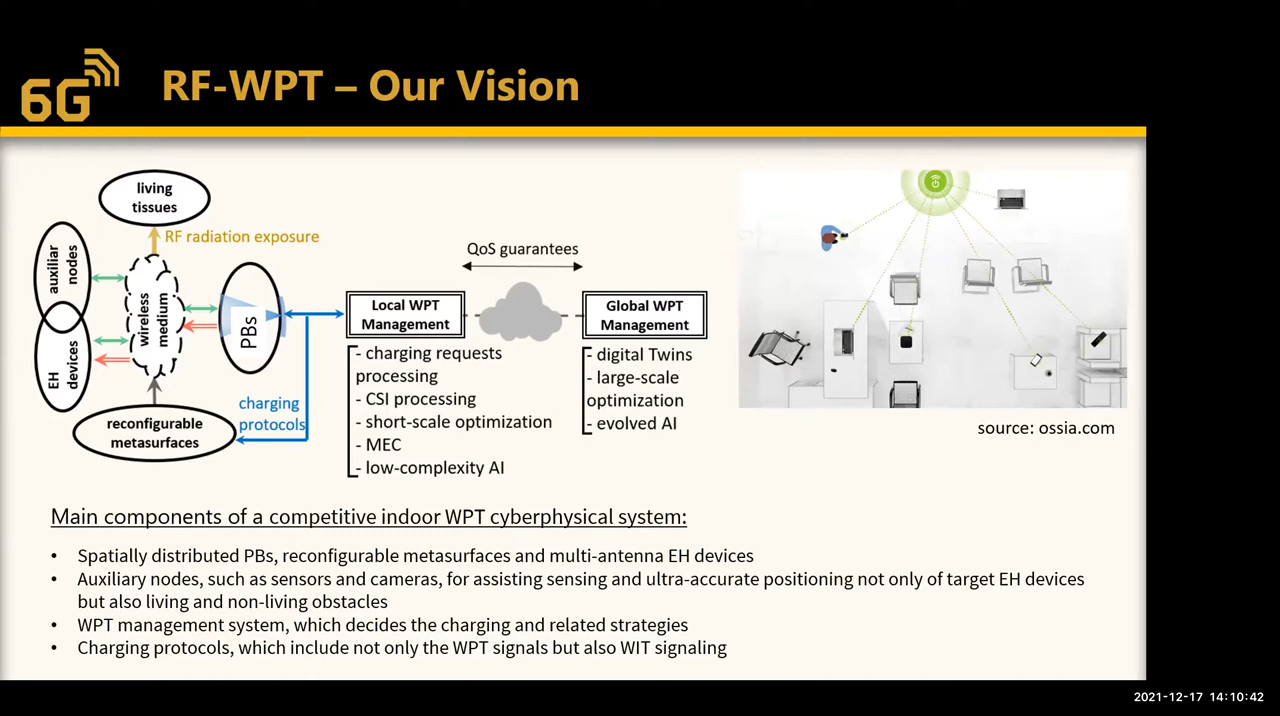 6G
RF-WPT – Our Vision
living
tissues
RF radiation exposure
auxiliar
nodes
wireless
medium
EH
devices
PBs
reconfigurable
metasurfaces
charging
protocols
Local WPT
Management
- charging requests
processing
- CSI processing
- short-scale optimization
- MEC
- low-complexity AI
QoS guarantees
Global WPT
Management
- digital Twins
- large-scale
optimization
- evolved AI
source: ossia.com
Main components of a competitive indoor WPT cyberphysical system:
• Spatially distributed PBs, reconfigurable metasurfaces and multi-antenna EH devices
• Auxiliary nodes, such as sensors and cameras, for assisting sensing and ultra-accurate positioning not only of target EH devices
but also living and non-living obstacles
• WPT management system, which decides the charging and related strategies
• Charging protocols, which include not only the WPT signals but also WIT signaling
2021-12-17 14:10:42